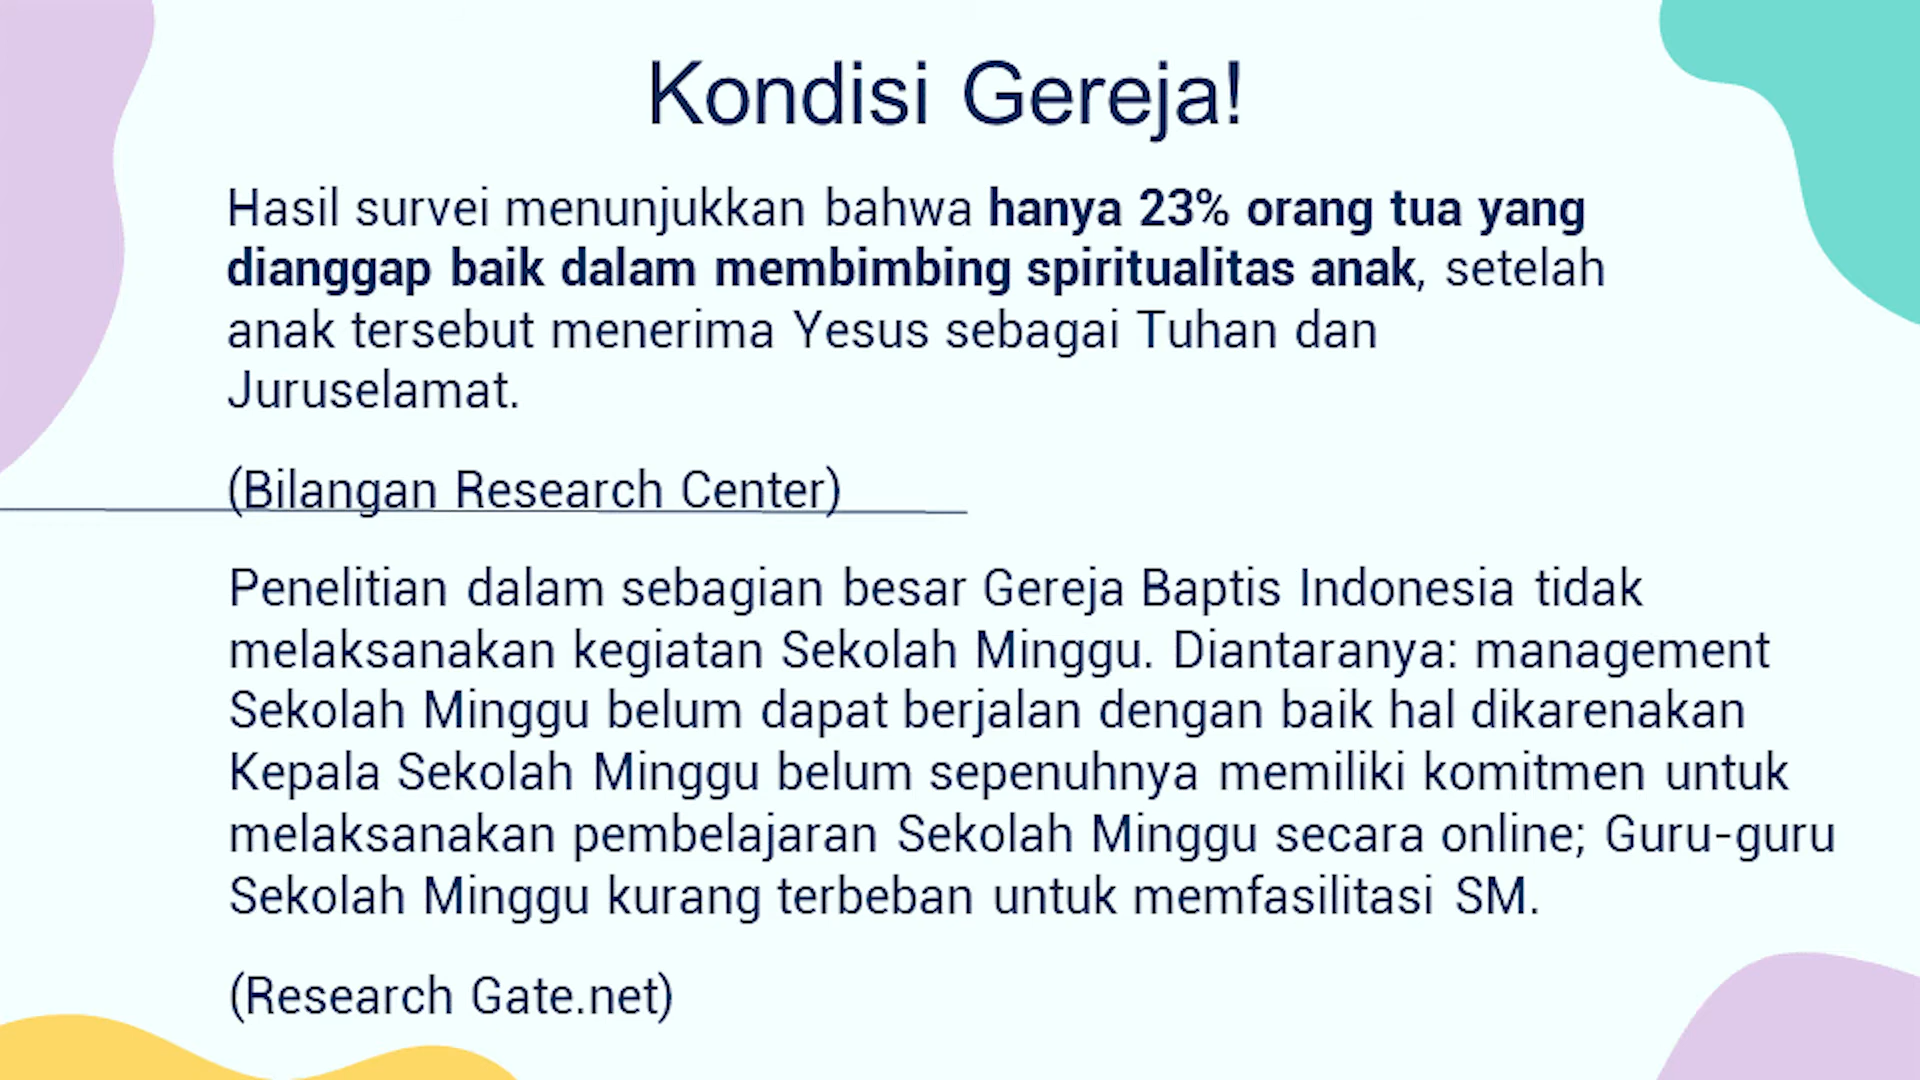 Kondisi Gereja!
Hasil survei menunjukkan bahwa hanya 23% orang tua yang
dianggap baik dalam membimbing spiritualitas anak, setelah
anak tersebut menerima Yesus sebagai Tuhan dan
Juruselamat.
(Bilangan Research Center)
Penelitian dalam sebagian besar Gereja Baptis Indonesia tidak
melaksanakan kegiatan Sekolah Minggu. Diantaranya: management
Sekolah Minggu belum dapat berjalan dengan baik hal dikarenakan
Kepala Sekolah Minggu belum sepenuhnya memiliki komitmen untuk
melaksanakan pembelajaran Sekolah Minggu secara online; Guru-guru
Sekolah Minggu kurang terbeban untuk memfasilitasi SM.
(Research Gate.net)